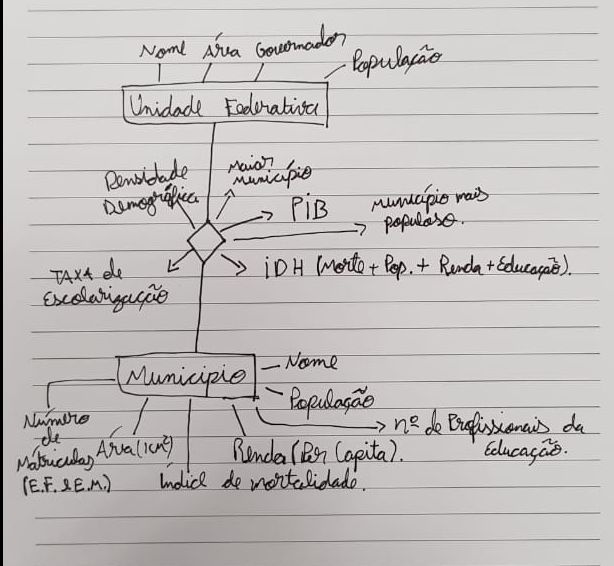 Nome Área Governador
População
Unidade Federativa
Densidade
Demográfica
Maior
Município
PIB
Município mais
populoso.
TAXA de
Escolarização
IDH (Morte + Pop. + Renda + Educação).
Município
Nome
População
nº de Profissionais da
Educação.
Número
de
Mátriculas
(E.F. & E.M.)
Área (Km²)
Renda (Per Capita).
Índice de mortalidade.